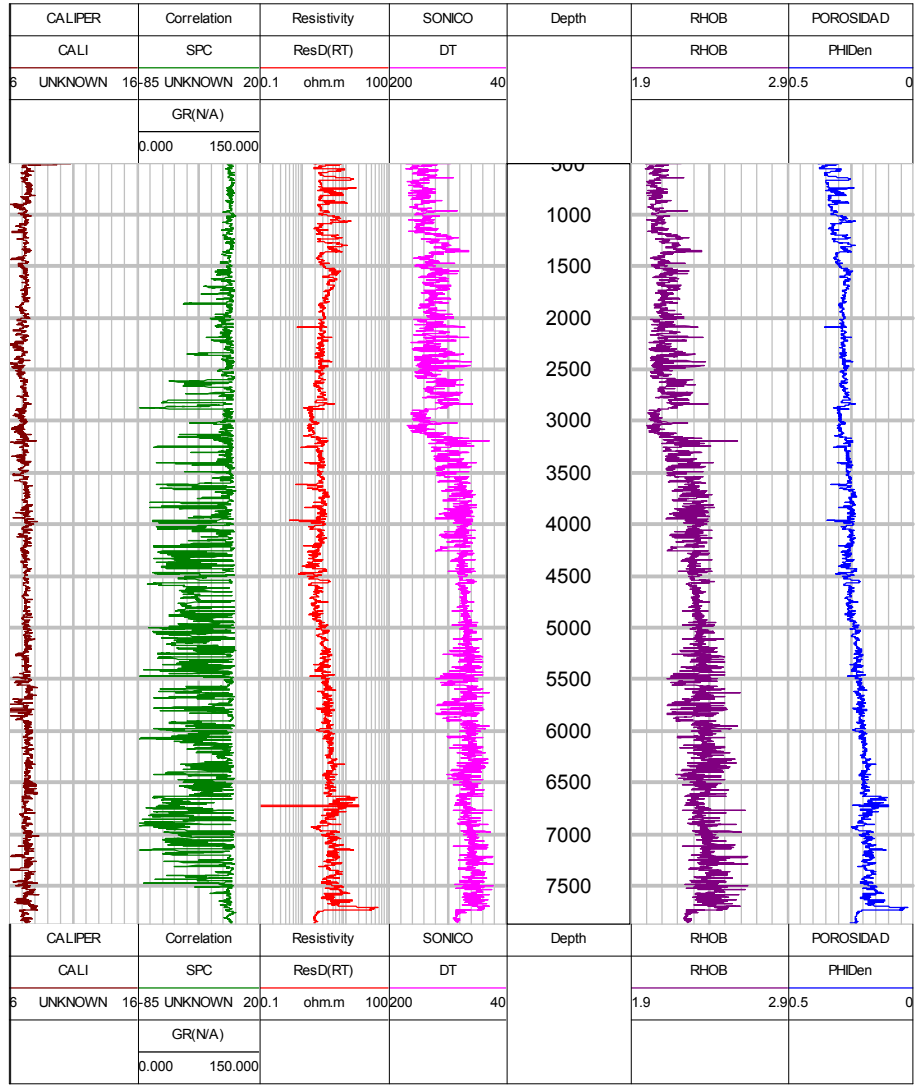 CALIPER Correlation Resistivity SONICO Depth RHOB POROSIDAD
CALI SPC ResD(RT) DT RHOB PHIDen
6 UNKNOWN 16 -85 UNKNOWN 20 0.1 ohm.m 100 200 40 1.9 2.9 0.5 0
GR(N/A)
0.000 150.000
500
1000
1500
2000
2500
3000
3500
4000
4500
5000
5500
6000
6500
7000
7500
CALIPER Correlation Resistivity SONICO Depth RHOB POROSIDAD
CALI SPC ResD(RT) DT RHOB PHIDen
6 UNKNOWN 16 -85 UNKNOWN 20 0.1 ohm.m 100 200 40 1.9 2.9 0.5 0
GR(N/A)
0.000 150.000